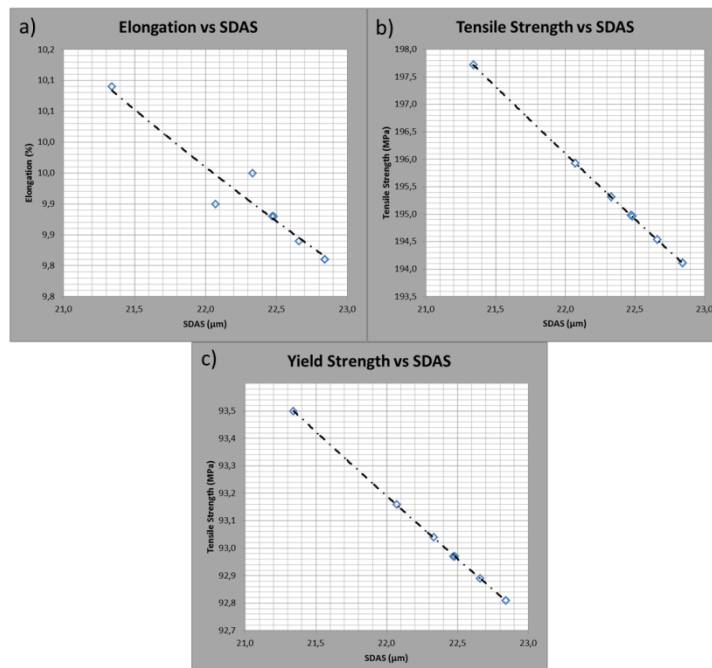 a)
Elongation vs SDAS
10,2
10,1
10,1
10,0
10,0
9,9
9,9
9,8
9,8
Elongation (%)
21,0 21,5 22,0 22,5 23,0
SDAS (µm)
b)
Tensile Strength vs SDAS
198,0
197,5
197,0
196,5
196,0
195,5
195,0
194,5
194,0
193,5
Tensile Strength (MPa)
21,0 21,5 22,0 22,5 23,0
SDAS (µm)
c)
Yield Strength vs SDAS
93,5
93,4
93,3
93,2
93,1
93,0
92,9
92,8
92,7
Tensile Strength (MPa)
21,0 21,5 22,0 22,5 23,0
SDAS (µm)